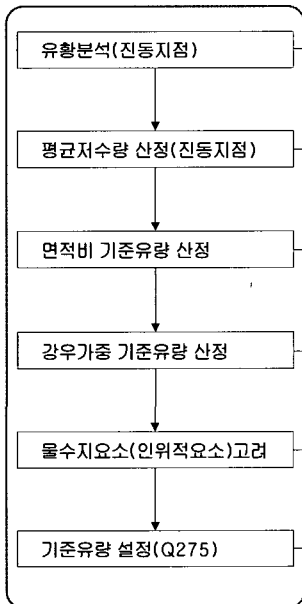 유황분석(진동지점)
평균저수량 산정(진동지점)
면적비 기준유량 산정
강우가중 기준유량 산정
물수지요소(인위적요소)고려
기준유량 설정(Q275)